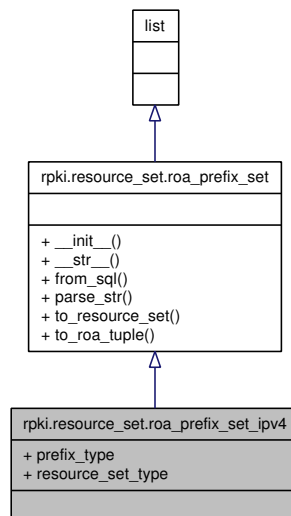 list
rpki.resource_set.roa_prefix_set
+ __init__()
+ __str__()
+ from_sql()
+ parse_str()
+ to_resource_set()
+ to_roa_tuple()
rpki.resource_set.roa_prefix_set_ipv4
+ prefix_type
+ resource_set_type